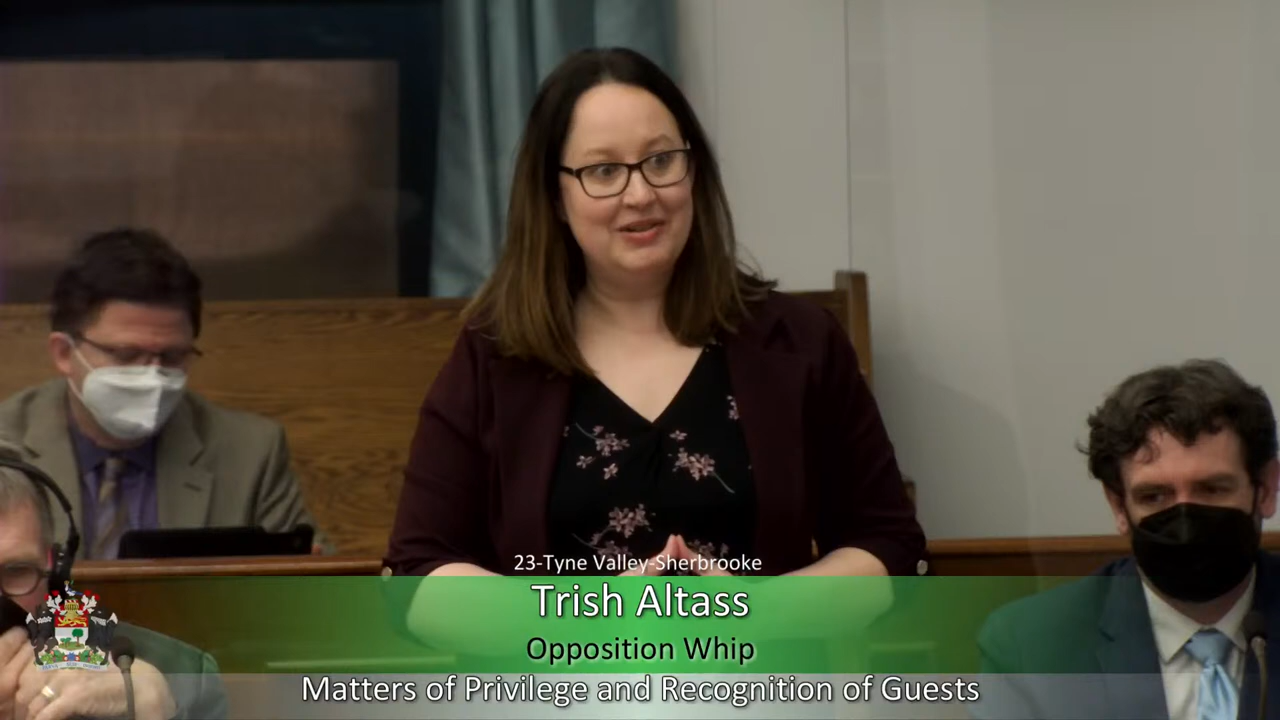 23-Tyne Valley-Sherbrooke
Trish Altass
Opposition Whip
Matters of Privilege and Recognition of Guests